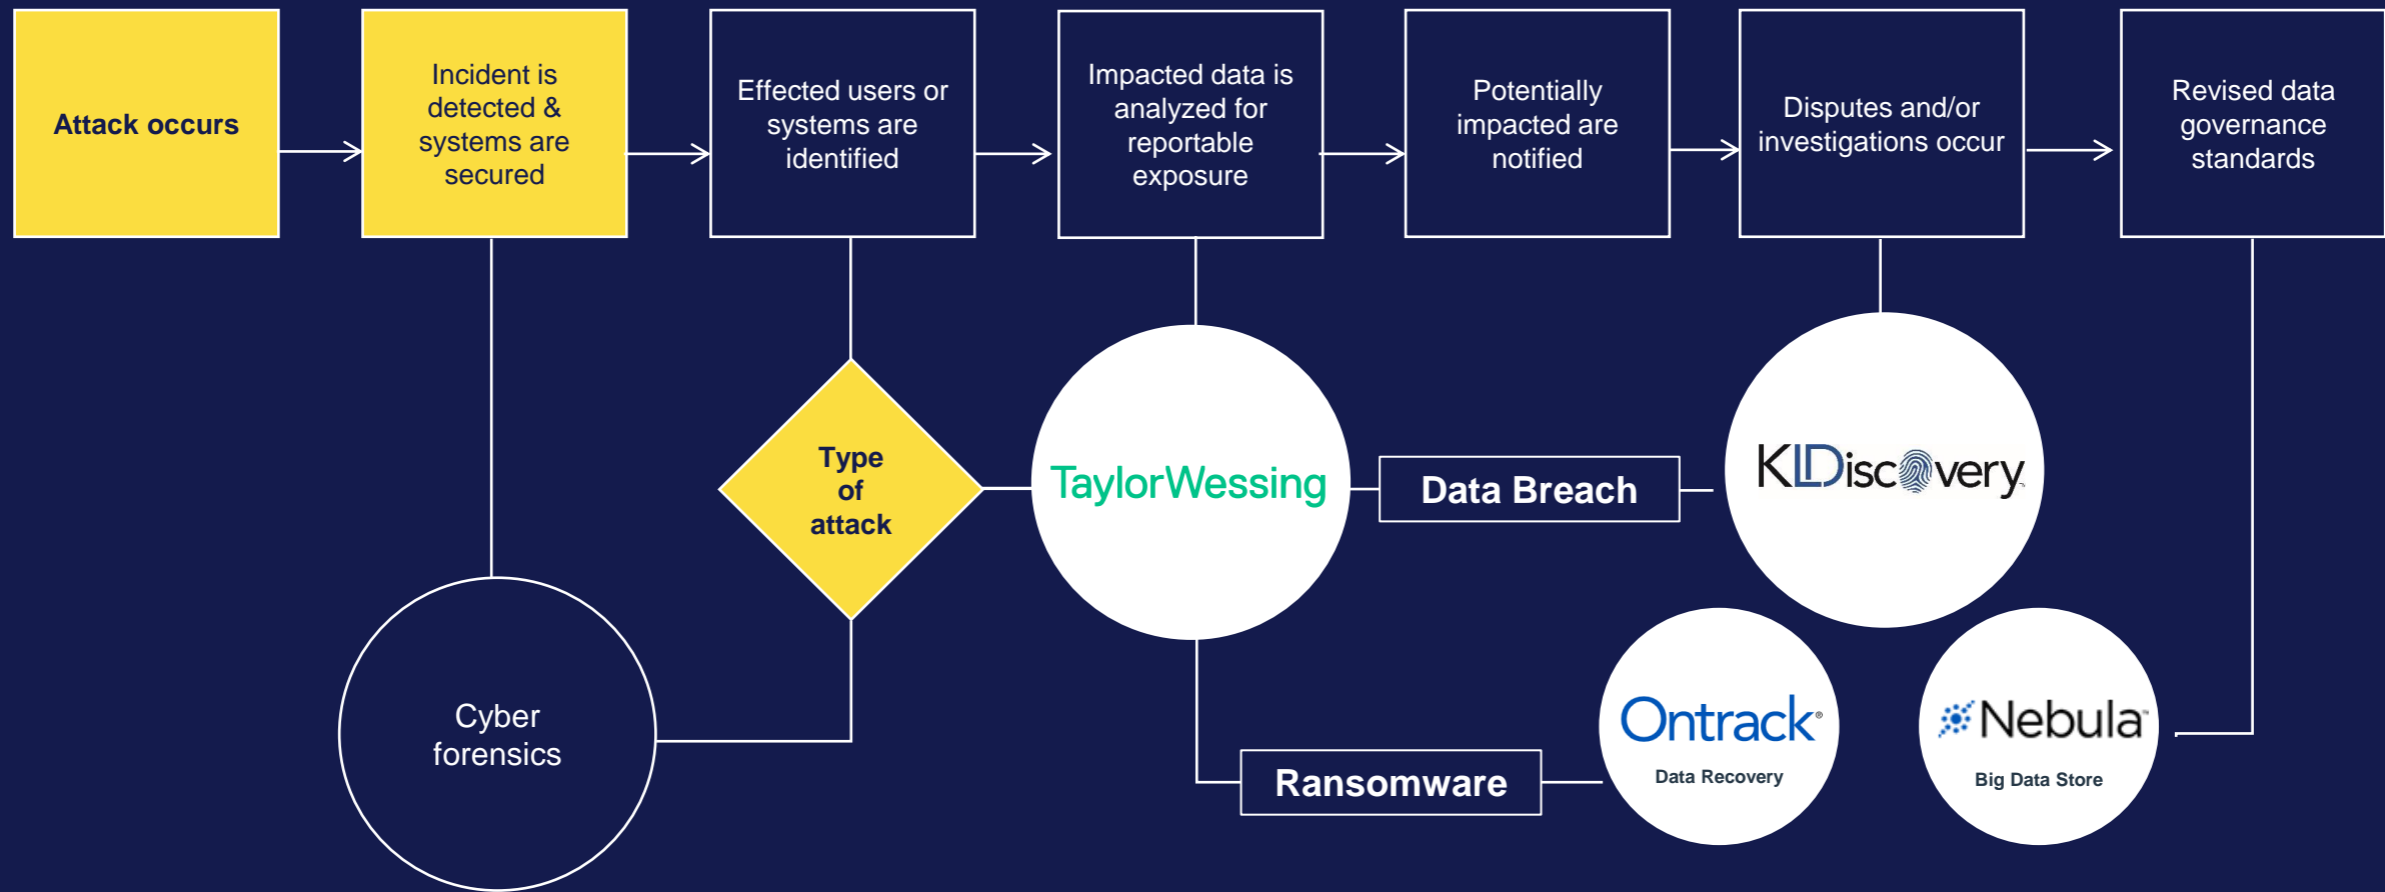 Attack occurs
Incident is
detected &
systems are
secured
Effected users or
systems are
identified
Impacted data is
analyzed for
reportable
exposure
Potentially
impacted are
notified
Disputes and/or
investigations occur
Revised data
governance
standards
Type
of
attack
TaylorWessing
Data Breach
KLDiscovery™
Cyber
forensics
Ransomware
Ontrack®
Data Recovery
Nebula™
Big Data Store